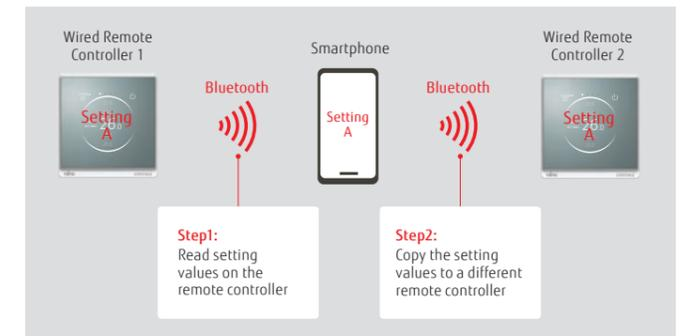 Wired Remote
Controller 1
Smartphone
Wired Remote
Controller 2
Bluetooth
Bluetooth
Setting
A
Setting
A
Setting
A
Step1:
Read setting
values on the
remote controller
Step2:
Copy the setting
values to a different
remote controller